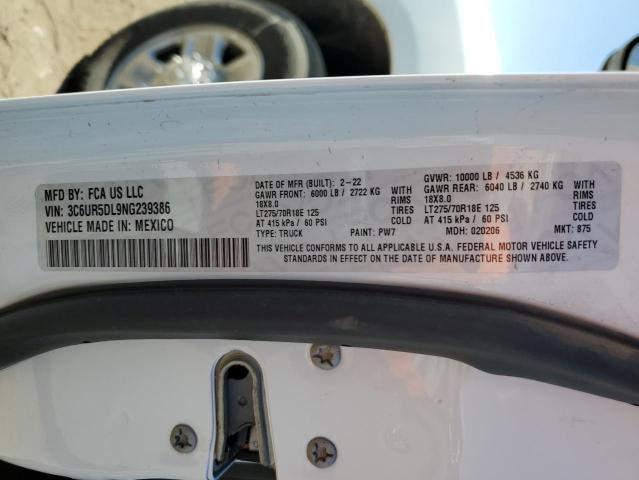 MFD BY: FCA US LLC
VIN: 3C6UR5DL9NG239386
VEHICLE MADE IN: MEXICO
DATE OF MFR (BUILT): 2-22
GAWR FRONT: 6000 LB / 2722 KG WITH
18X8.0 RIMS
LT275/70R18E 125 TIRES
AT 415 kPa / 60 PSI COLD
TYPE: TRUCK PAINT: PW7
GVWR: 10000 LB / 4536 KG
GAWR REAR: 6040 LB / 2740 KG WITH
18X8.0 RIMS
LT275/70R18E 125 TIRES
AT 415 kPa / 60 PSI COLD
MDH: 020206 MKT: 875
THIS VEHICLE CONFORMS TO ALL APPLICABLE U.S.A. FEDERAL MOTOR VEHICLE SAFETY
STANDARDS IN EFFECT ON THE DATE OF MANUFACTURE SHOWN ABOVE.